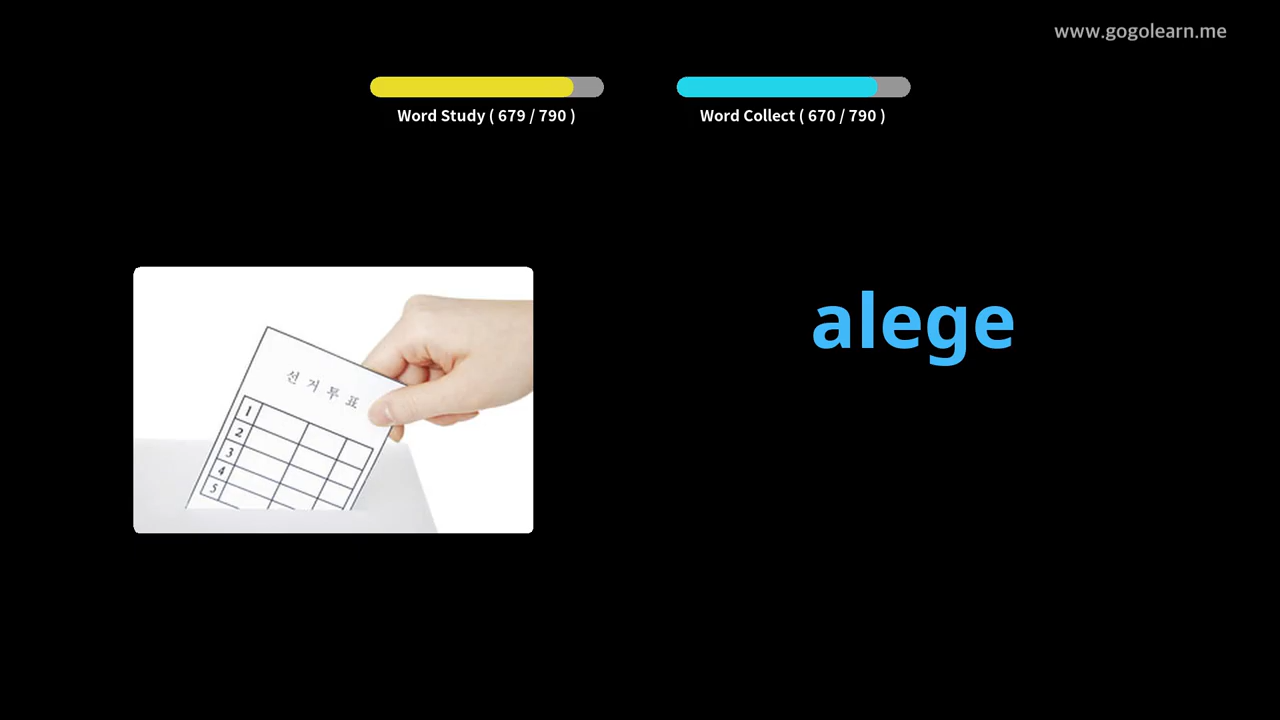 www.gogolearn.me
Word Study ( 679 / 790 )
Word Collect ( 670 / 790 )
선거투표
1
2
3
4
5
alege